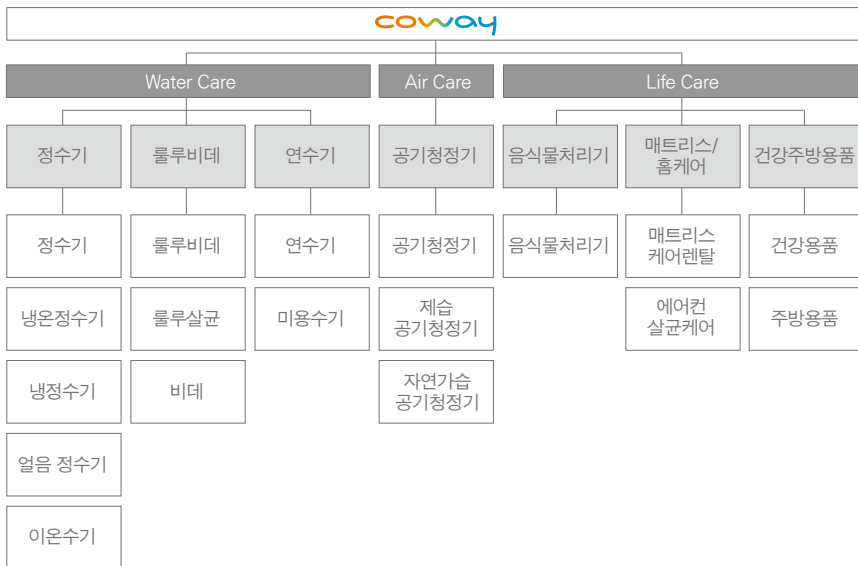 coway
Water Care
Air Care
Life Care
정수기
룰루비데
연수기
공기청정기
음식물처리기
매트리스/
홈케어
건강주방용품
정수기
룰루비데
연수기
공기청정기
음식물처리기
매트리스
케어렌탈
건강용품
냉온정수기
룰루살균
미용수기
제습
공기청정기
에어컨
살균케어
주방용품
냉정수기
비데
자연가습
공기청정기
얼음 정수기
이온수기